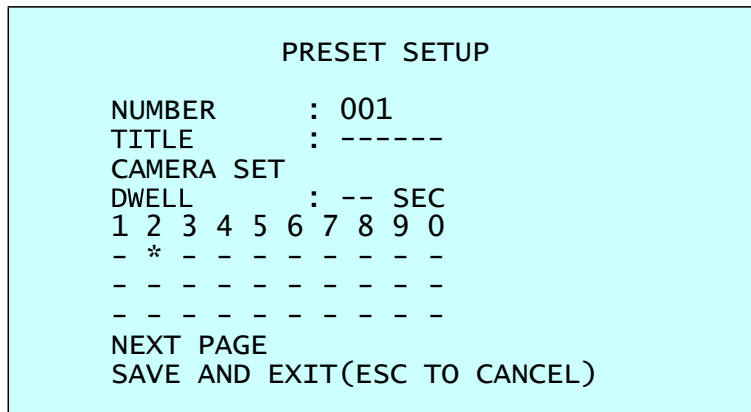 PRESET SETUP
NUMBER : 001
TITLE : ------
CAMERA SET
DWELL : -- SEC
1 2 3 4 5 6 7 8 9 0
- * - - - - - - - -
- - - - - - - - - -
- - - - - - - - - -
NEXT PAGE
SAVE AND EXIT(ESC TO CANCEL)